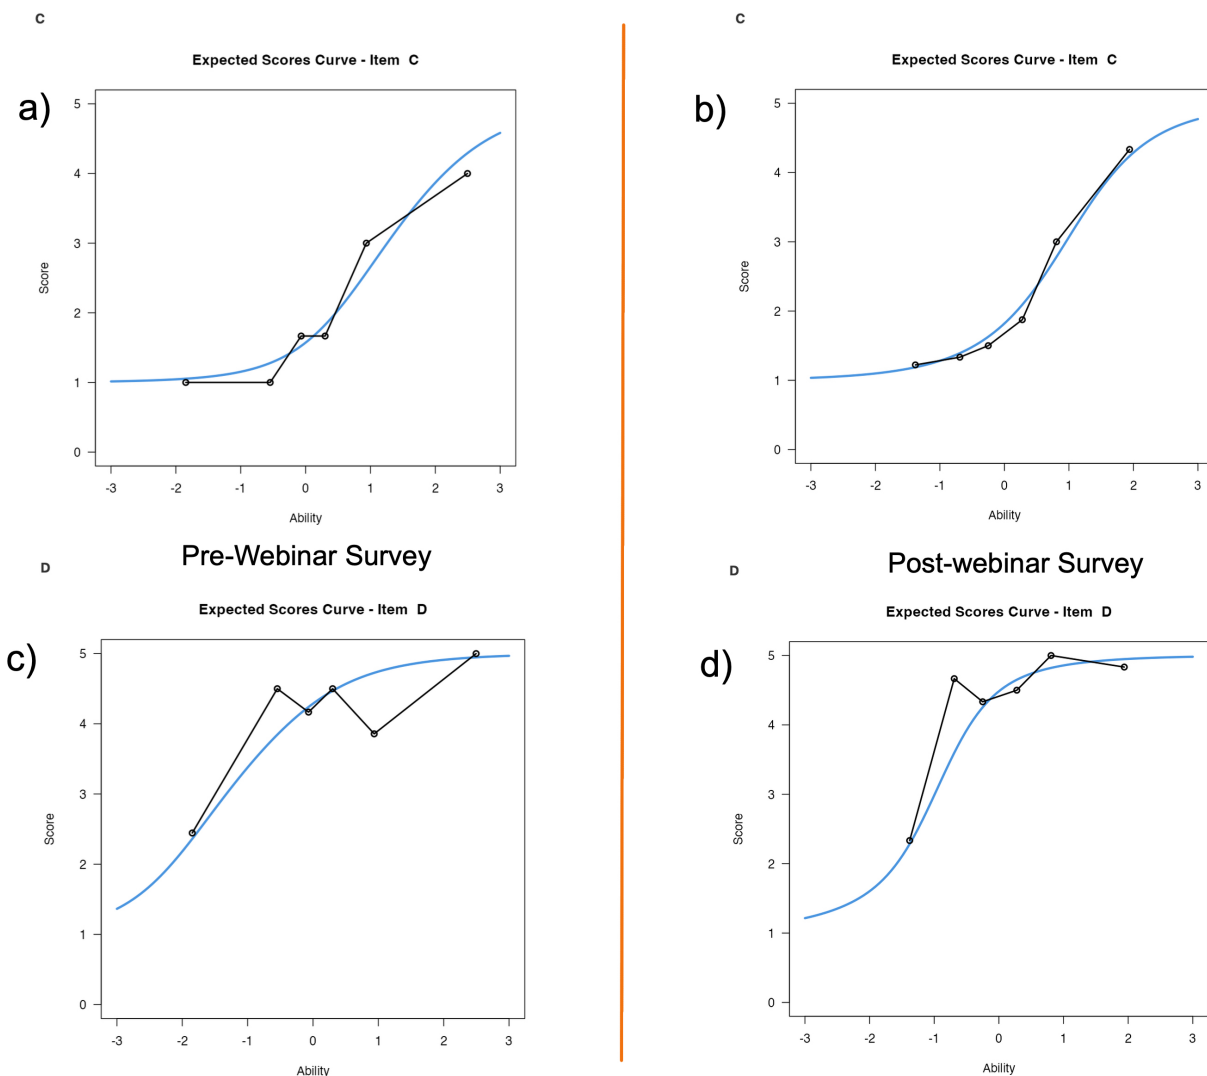 C
Expected Scores Curve - Item  C
a)
5
4
3
2
1
0
Score
-3 -2 -1 0 1 2 3
Ability
C
Expected Scores Curve - Item  C
b)
5
4
3
2
1
0
Score
-3 -2 -1 0 1 2 3
Ability
Pre-Webinar Survey
Post-webinar Survey
D
Expected Scores Curve - Item  D
c)
5
4
3
2
1
0
Score
-3 -2 -1 0 1 2 3
Ability
D
Expected Scores Curve - Item  D
d)
5
4
3
2
1
0
Score
-3 -2 -1 0 1 2 3
Ability